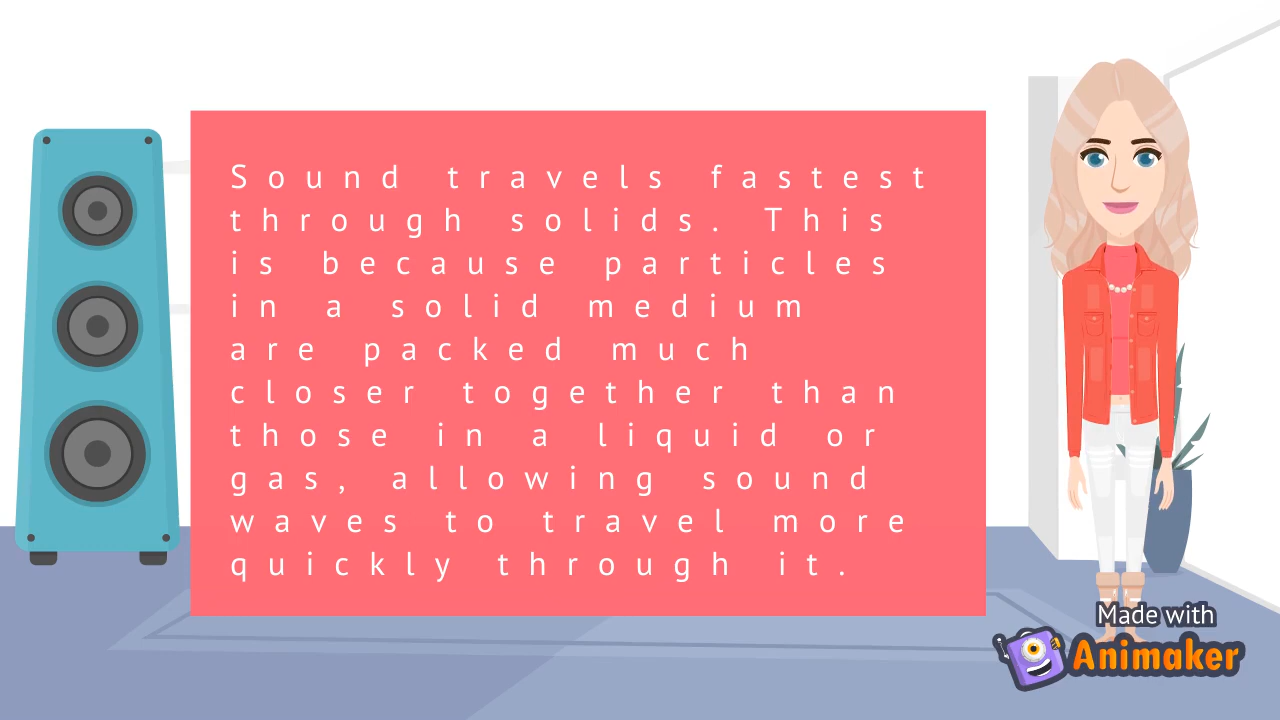 Sound travels fastest
through solids. This
is because particles
in a solid medium
are packed much
closer together than
those in a liquid or
gas, allowing sound
waves to travel more
quickly through it.
Made with
Animaker